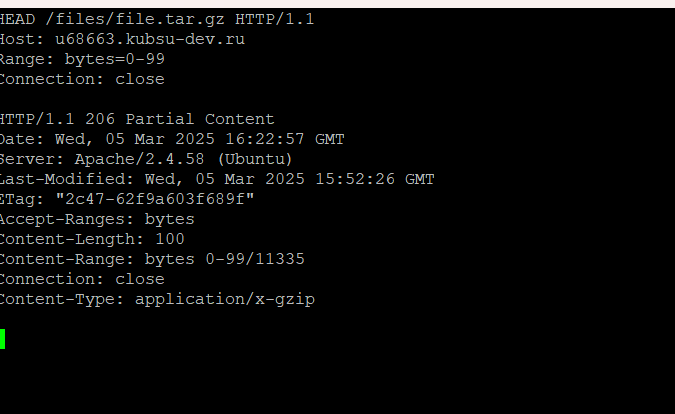 HEAD /files/file.tar.gz HTTP/1.1
Host: u68663.kubsu-dev.ru
Range: bytes=0-99
Connection: close
HTTP/1.1 206 Partial Content
Date: Wed, 05 Mar 2025 16:22:57 GMT
Server: Apache/2.4.58 (Ubuntu)
Last-Modified: Wed, 05 Mar 2025 15:52:26 GMT
ETag: "2c47-62f9a603f689f"
Accept-Ranges: bytes
Content-Length: 100
Content-Range: bytes 0-99/11335
Connection: close
Content-Type: application/x-gzip